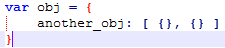 var obj = {
    another_obj: [ {}, {} ]
}